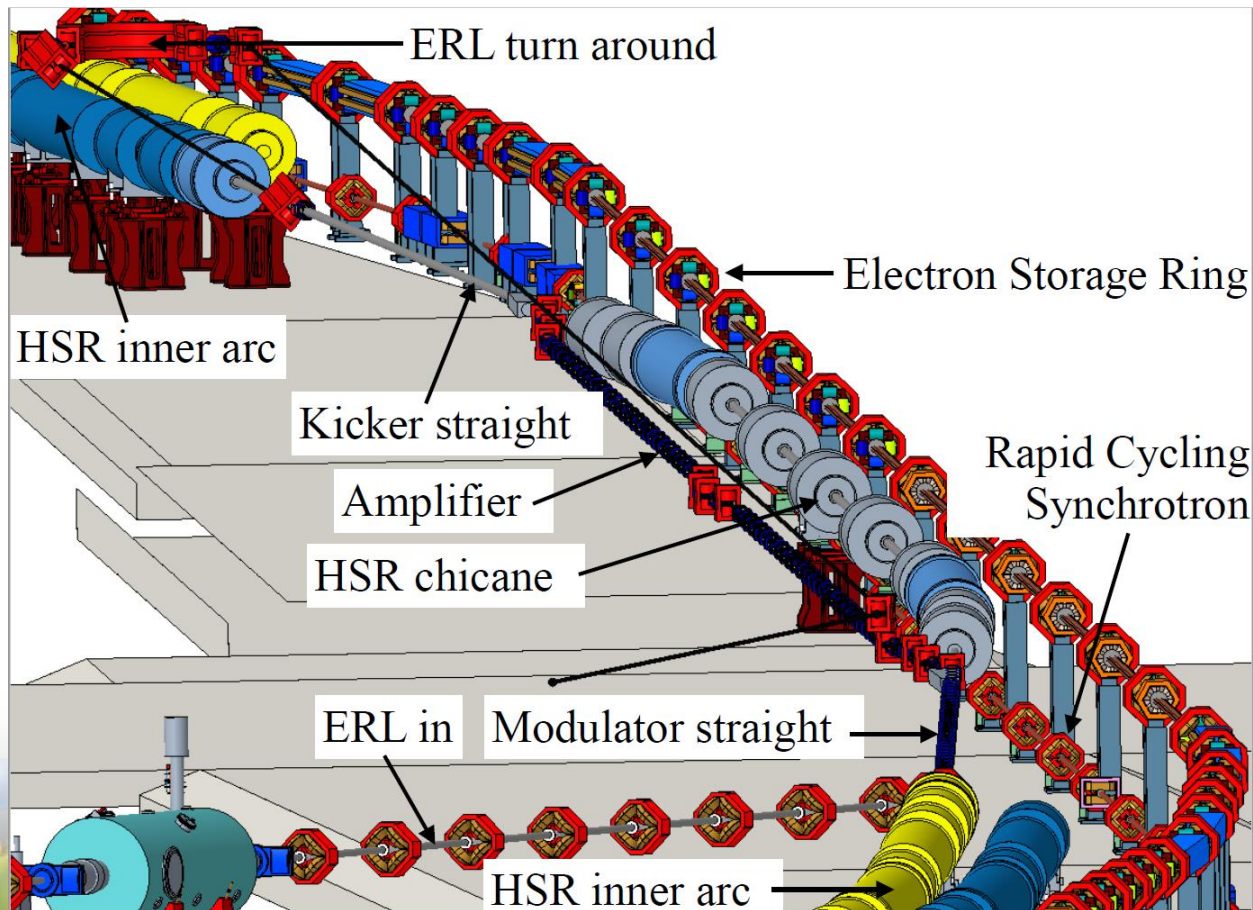 ERL turn around
Electron Storage Ring
HSR inner arc
Kicker straight
Rapid Cycling
Synchrotron
Amplifier
HSR chicane
ERL in
Modulator straight
HSR inner arc